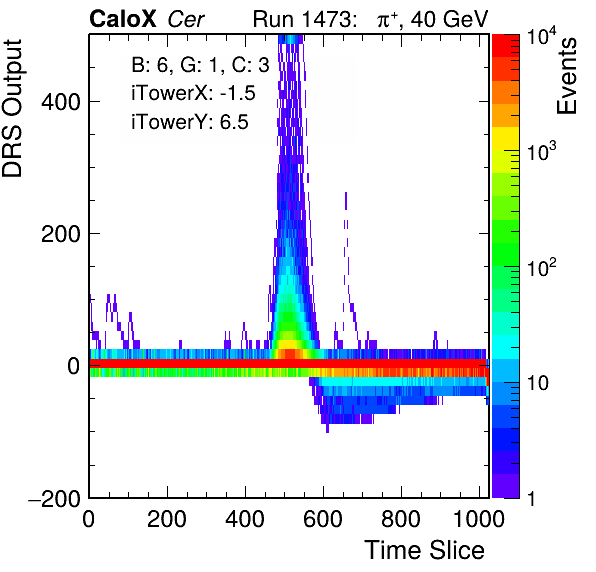 CaloX Cer Run 1473: π⁺, 40 GeV
B: 6, G: 1, C: 3
iTowerX: -1.5
iTowerY: 6.5
DRS Output
400
200
0
−200
0 200 400 600 800 1000
Time Slice
Events
10⁴
10³
10²
10
1